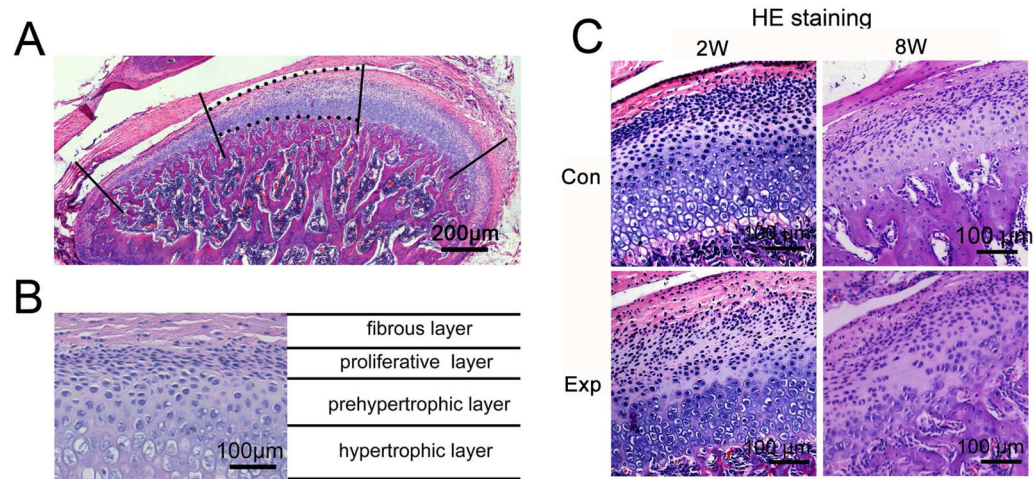 A
200μm
B
fibrous layer
proliferative layer
prehypertrophic layer
hypertrophic layer
100μm
C
HE staining
2W
8W
Con
100 μm
100 μm
Exp
100 μm
100 μm